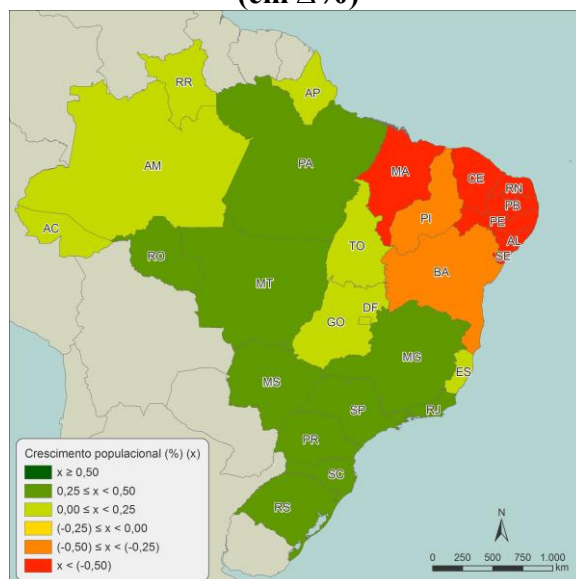 (em Δ%)
RR
AP
AM
PA
MA
CE
RN
PB
PE
AL
SE
PI
AC
TO
RO
BA
MT
DF
GO
MG
ES
MS
SP
RJ
PR
SC
RS
Crescimento populacional (%) (x)
x ≥ 0,50
0,25 ≤ x < 0,50
0,00 ≤ x < 0,25
(-0,25) ≤ x < 0,00
(-0,50) ≤ x < (-0,25)
x < (-0,50)
N
0 250 500 750 1.000
km